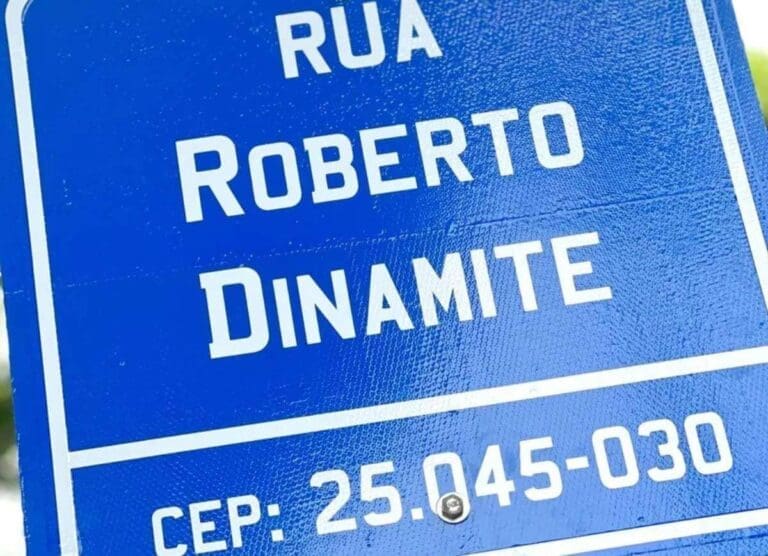 RUA
ROBERTO
DINAMITE
CEP: 25.045-030